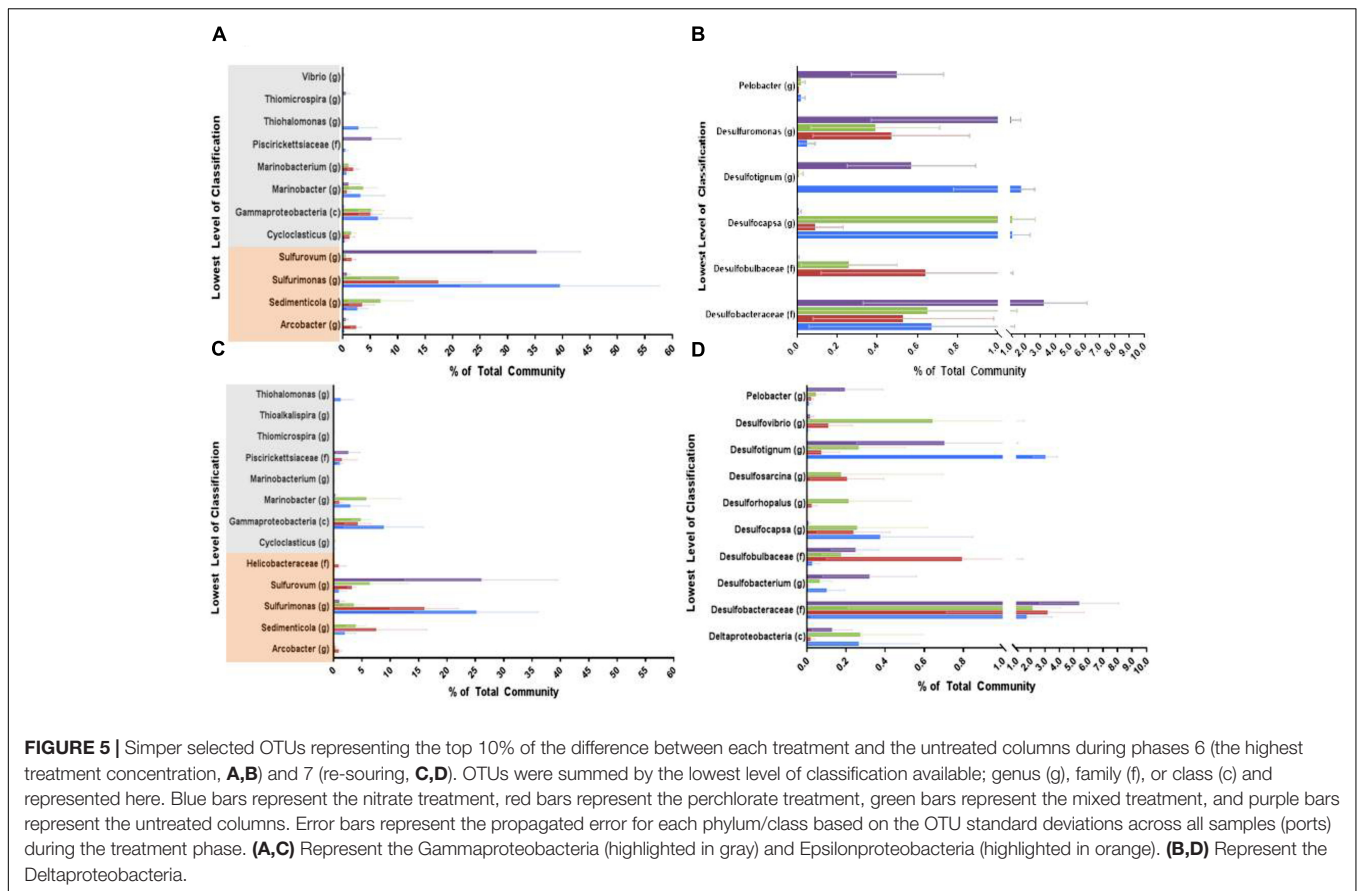 A
Lowest Level of Classification
Vibrio (g)
Thiomicrospira (g)
Thiohalomonas (g)
Piscirickettsiaceae (f)
Marinobacterium (g)
Marinobacter (g)
Gammaproteobacteria (c)
Cycloclasticus (g)
Sulfurovum (g)
Sulfurimonas (g)
Sedimenticola (g)
Arcobacter (g)
0 5 10 15 20 25 30 35 40 45 50 55 60
% of Total Community
B
Lowest Level of Classification
Pelobacter (g)
Desulfuromonas (g)
Desulfotignum (g)
Desulfocapsa (g)
Desulfobulbaceae (f)
Desulfobacteraceae (f)
0.0 0.2 0.4 0.6 0.8 1.0 1.0 2.0 3.0 4.0 5.0 6.0 7.0 8.0 9.0 10.0
% of Total Community
C
Lowest Level of Classification
Thiohalomonas (g)
Thioalkalispira (g)
Thiomicrospira (g)
Piscirickettsiaceae (f)
Marinobacterium (g)
Marinobacter (g)
Gammaproteobacteria (c)
Cycloclasticus (g)
Helicobacteraceae (f)
Sulfurovum (g)
Sulfurimonas (g)
Sedimenticola (g)
Arcobacter (g)
0 5 10 15 20 25 30 35 40 45 50 55 60
% of Total Community
D
Lowest Level of Classification
Pelobacter (g)
Desulfovibrio (g)
Desulfotignum (g)
Desulfosarcina (g)
Desulforhopalus (g)
Desulfocapsa (g)
Desulfobulbaceae (f)
Desulfobacterium (g)
Desulfobacteraceae (f)
Deltaproteobacteria (c)
0.0 0.2 0.4 0.6 0.8 1.0 1.0 2.0 3.0 4.0 5.0 6.0 7.0 8.0 9.0 10.0
% of Total Community
FIGURE 5 | Simper selected OTUs representing the top 10% of the difference between each treatment and the untreated columns during phases 6 (the highest
treatment concentration, A,B) and 7 (re-souring, C,D). OTUs were summed by the lowest level of classification available; genus (g), family (f), or class (c) and
represented here. Blue bars represent the nitrate treatment, red bars represent the perchlorate treatment, green bars represent the mixed treatment, and purple bars
represent the untreated columns. Error bars represent the propagated error for each phylum/class based on the OTU standard deviations across all samples (ports)
during the treatment phase. (A,C) Represent the Gammaproteobacteria (highlighted in gray) and Epsilonproteobacteria (highlighted in orange). (B,D) Represent the
Deltaproteobacteria.